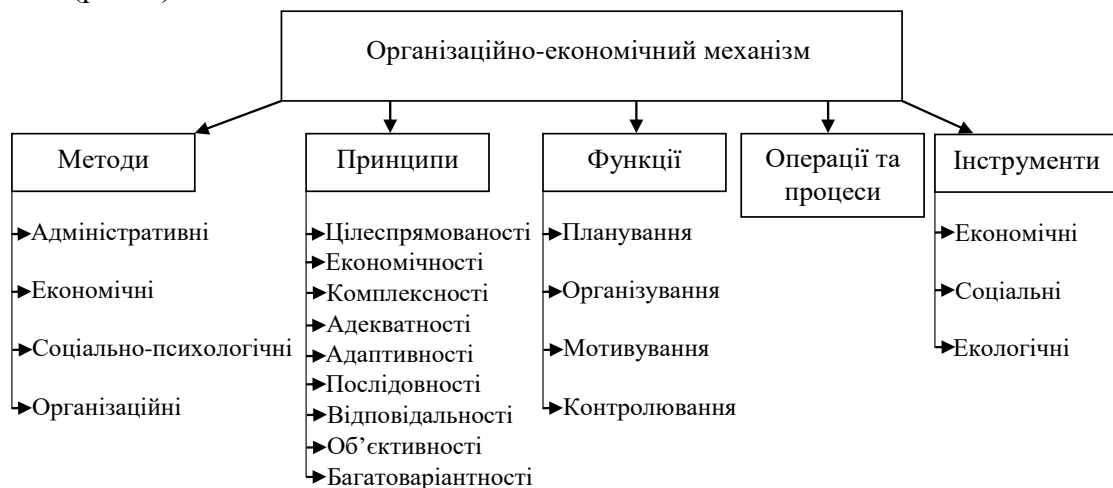 Організаційно-економічний механізм
Методи
Принципи
Функції
Операції та
процеси
Інструменти
Адміністративні
Економічні
Соціально-психологічні
Організаційні
Цілеспрямованості
Економічності
Комплексності
Адекватності
Адаптивності
Послідовності
Відповідальності
Об’єктивності
Багатоваріантності
Планування
Організування
Мотивування
Контролювання
Економічні
Соціальні
Екологічні